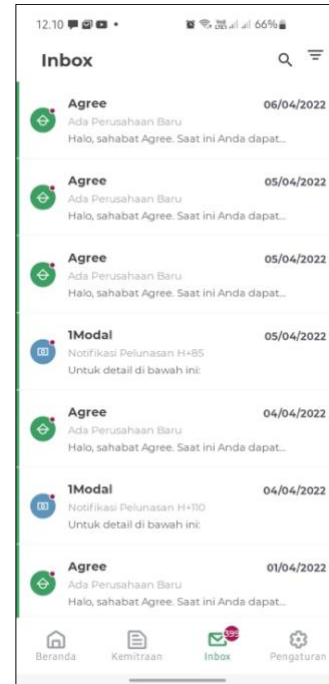 12.10 66%
Inbox
Agree 06/04/2022
Ada Perusahaan Baru
Halo, sahabat Agree. Saat ini Anda dapat...
Agree 05/04/2022
Ada Perusahaan Baru
Halo, sahabat Agree. Saat ini Anda dapat...
Agree 05/04/2022
Ada Perusahaan Baru
Halo, sahabat Agree. Saat ini Anda dapat...
1Modal 05/04/2022
Notifikasi Pelunasan H+85
Untuk detail di bawah ini:
Agree 04/04/2022
Ada Perusahaan Baru
Halo, sahabat Agree. Saat ini Anda dapat...
1Modal 04/04/2022
Notifikasi Pelunasan H+110
Untuk detail di bawah ini:
Agree 01/04/2022
Ada Perusahaan Baru
Halo, sahabat Agree. Saat ini Anda dapat...
399
Beranda Kemitraan Inbox Pengaturan